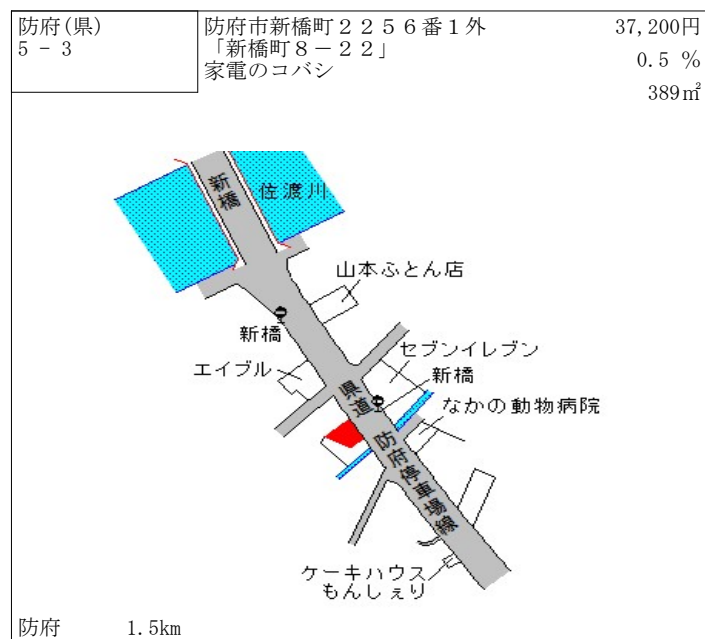 防府(県)
5 - 3
防府市新橋町２２５６番１外
「新橋町８－２２」
家電のコバシ
37,200円
0.5 %
389㎡
新橋
佐渡川
山本ふとん店
新橋
セブンイレブン
エイブル
新橋
県道 防府停車場線
なかの動物病院
ケーキハウス
もんしぇり
防府 1.5km